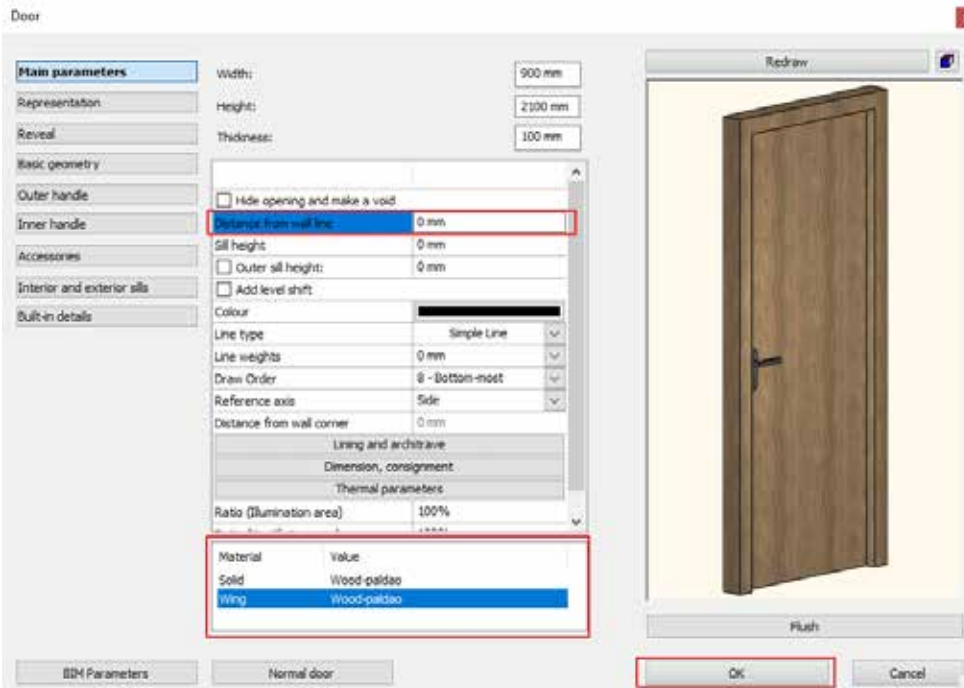 Door
Main parameters
Representation
Reveal
Basic geometry
Outer handle
Inner handle
Accessories
Interior and exterior sills
Built-in details
Width: 900 mm
Height: 2100 mm
Thickness: 100 mm
Hide opening and make a void
Distance from wall line 0 mm
Sill height 0 mm
Outer sill height: 0 mm
Add level shift
Colour
Line type Simple Line
Line weights 0 mm
Draw Order 8 - Bottom-most
Reference axis Side
Distance from wall corner 0 mm
Lining and architrave
Dimension, consignment
Thermal parameters
Ratio (Illumination area) 100%
Material Value
Solid Wood-paldao
Wing Wood-paldao
Redraw
Flush
BIM Parameters
Normal door
OK
Cancel